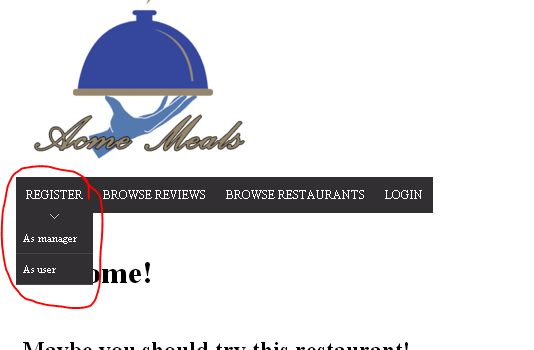 Acme Meals
REGISTER BROWSE REVIEWS BROWSE RESTAURANTS LOGIN
As manager
As user
ome!
Maybe you should try this restaurant!